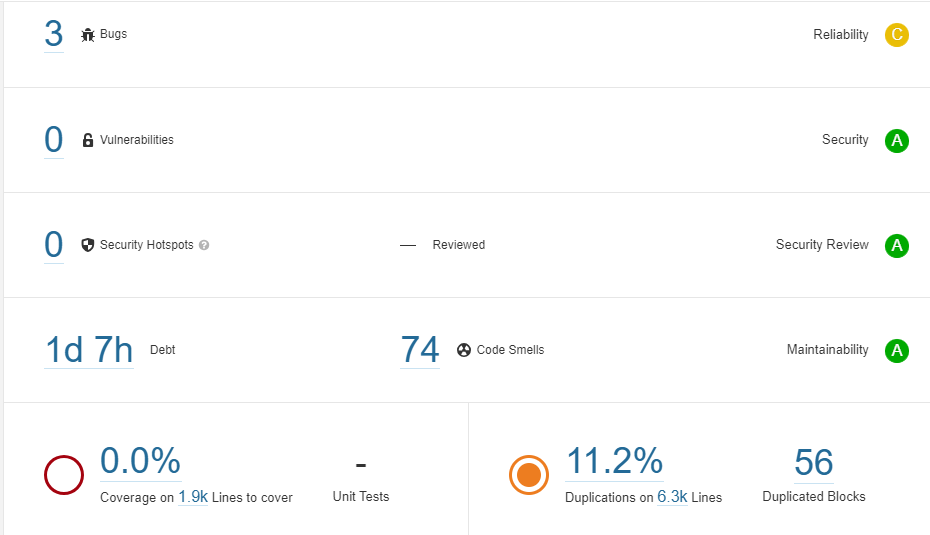 3 Bugs Reliability C
0 Vulnerabilities Security A
0 Security Hotspots ? — Reviewed Security Review A
1d 7h Debt 74 Code Smells Maintainability A
0.0% - 11.2% 56
Coverage on 1.9k Lines to cover Unit Tests Duplications on 6.3k Lines Duplicated Blocks